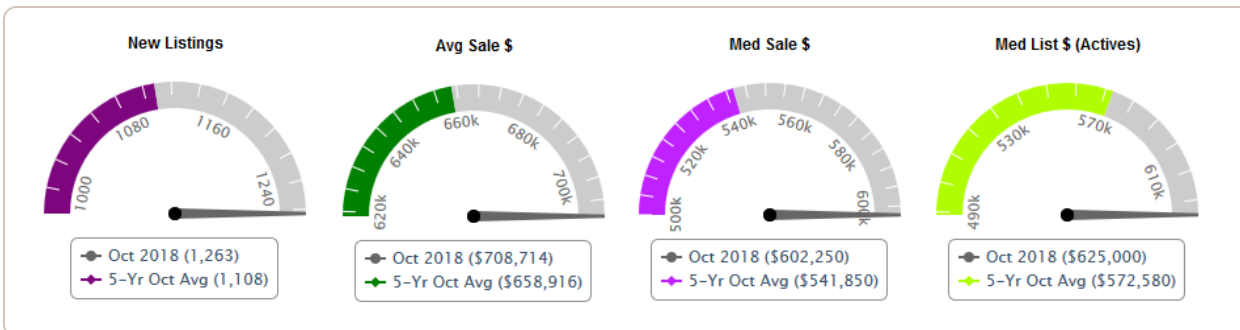 New Listings
1000
1080
1160
1240
Oct 2018 (1,263)
5-Yr Oct Avg (1,108)
Avg Sale $
620k
640k
660k
680k
700k
Oct 2018 ($708,714)
5-Yr Oct Avg ($658,916)
Med Sale $
500k
520k
540k
560k
580k
600k
Oct 2018 ($602,250)
5-Yr Oct Avg ($541,850)
Med List $ (Actives)
490k
530k
570k
610k
Oct 2018 ($625,000)
5-Yr Oct Avg ($572,580)